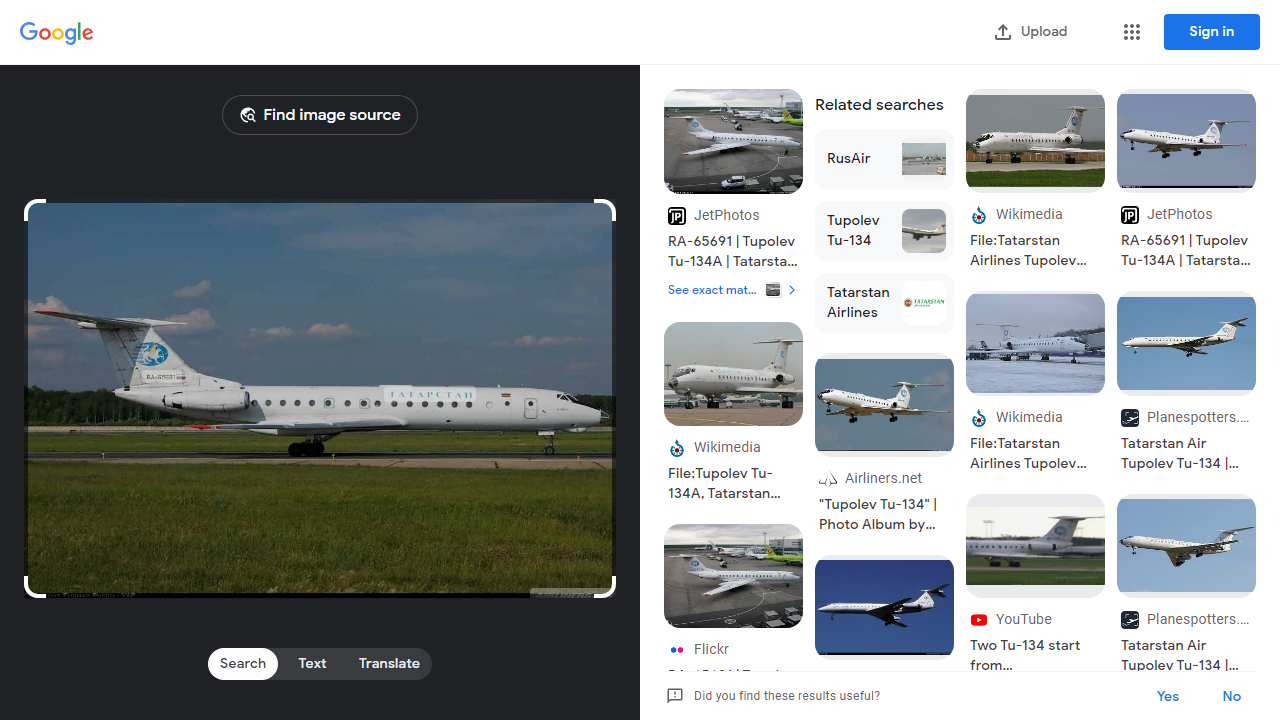 Google
Upload
Sign in
Find image source
RA-65691
ТАТАРСТАН
Search
Text
Translate
JetPhotos
RA-65691 | Tupolev
Tu-134A | Tatarsta...
See exact mat...
Wikimedia
File:Tupolev Tu-
134A, Tatarstan...
Flickr
Related searches
RusAir
Tupolev
Tu-134
Tatarstan
Airlines
TATARSTAN
Airliners.net
"Tupolev Tu-134" |
Photo Album by...
Wikimedia
File:Tatarstan
Airlines Tupolev...
Wikimedia
File:Tatarstan
Airlines Tupolev...
YouTube
Two Tu-134 start
from...
JetPhotos
RA-65691 | Tupolev
Tu-134A | Tatarsta...
Planespotters....
Tatarstan Air
Tupolev Tu-134 |...
Planespotters....
Tatarstan Air
Tupolev Tu-134 |...
Did you find these results useful?
Yes
No